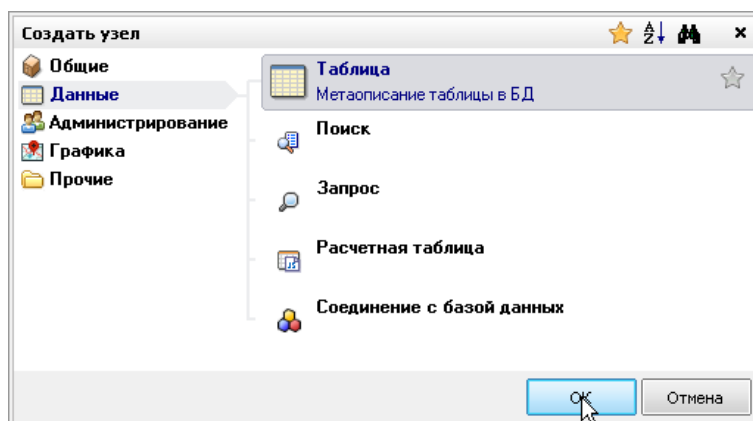 Создать узел
Общие
Данные
Администрирование
Графика
Прочие
Таблица
Метаописание таблицы в БД
Поиск
Запрос
Расчетная таблица
Соединение с базой данных
ОК
Отмена